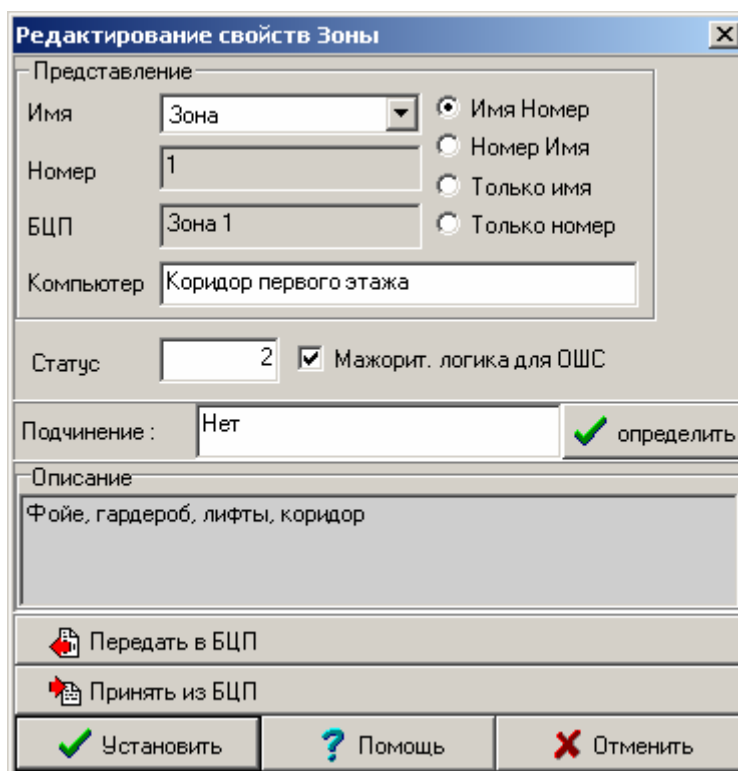 Редактирование свойств Зоны
Представление
Имя
Зона
Имя Номер
Номер Имя
Номер
1
Только имя
БЦП
Зона 1
Только номер
Компьютер
Коридор первого этажа
Статус
2
Мажорит. логика для ОШС
Подчинение :
Нет
определить
Описание
Фойе, гардероб, лифты, коридор
Передать в БЦП
Принять из БЦП
Установить
Помощь
Отменить